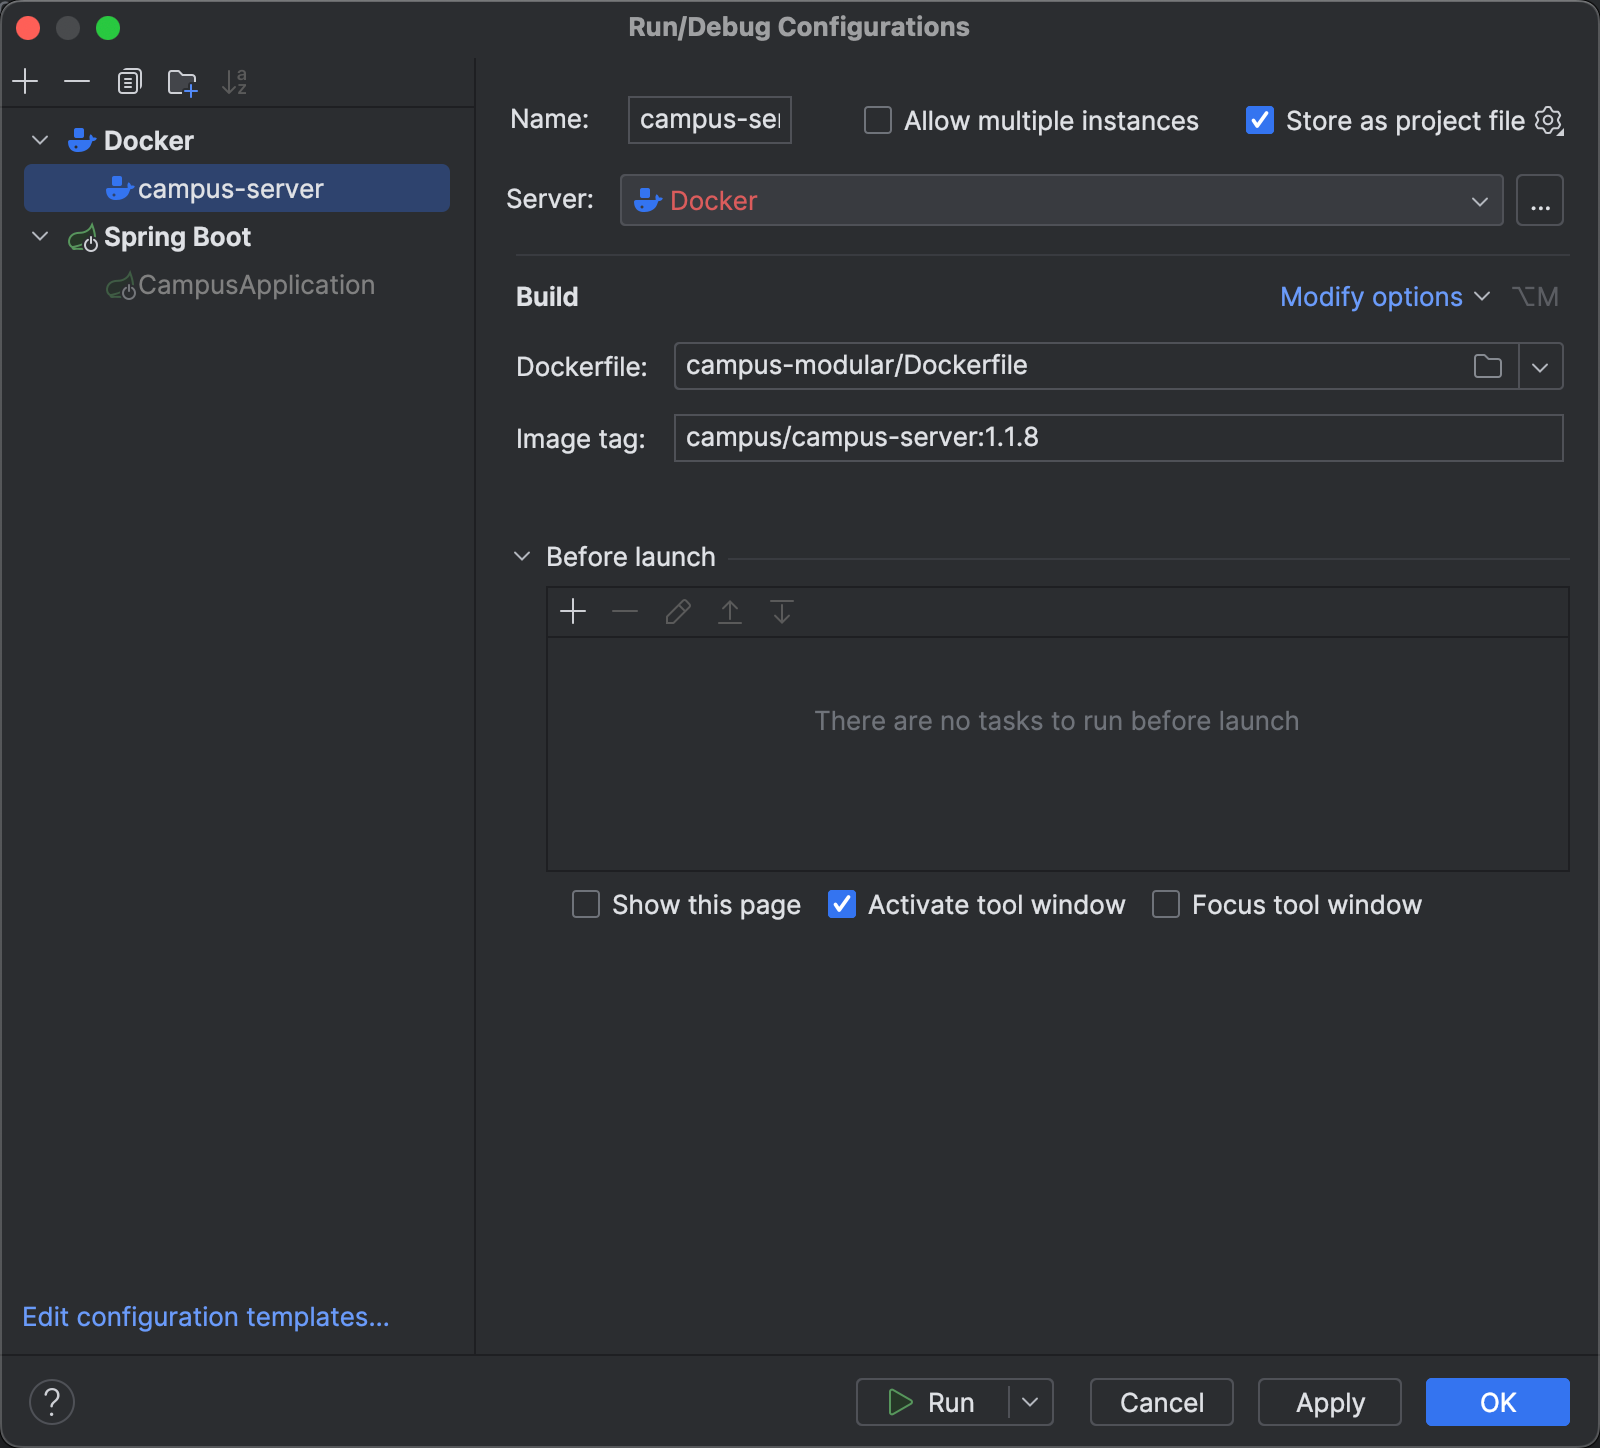 Run/Debug Configurations
Docker
campus-server
Spring Boot
CampusApplication
Edit configuration templates...
Name: campus-ser
Allow multiple instances
Store as project file
Server: Docker
...
Build
Modify options ⌥M
Dockerfile: campus-modular/Dockerfile
Image tag: campus/campus-server:1.1.8
Before launch
There are no tasks to run before launch
Show this page
Activate tool window
Focus tool window
?
Run
Cancel
Apply
OK